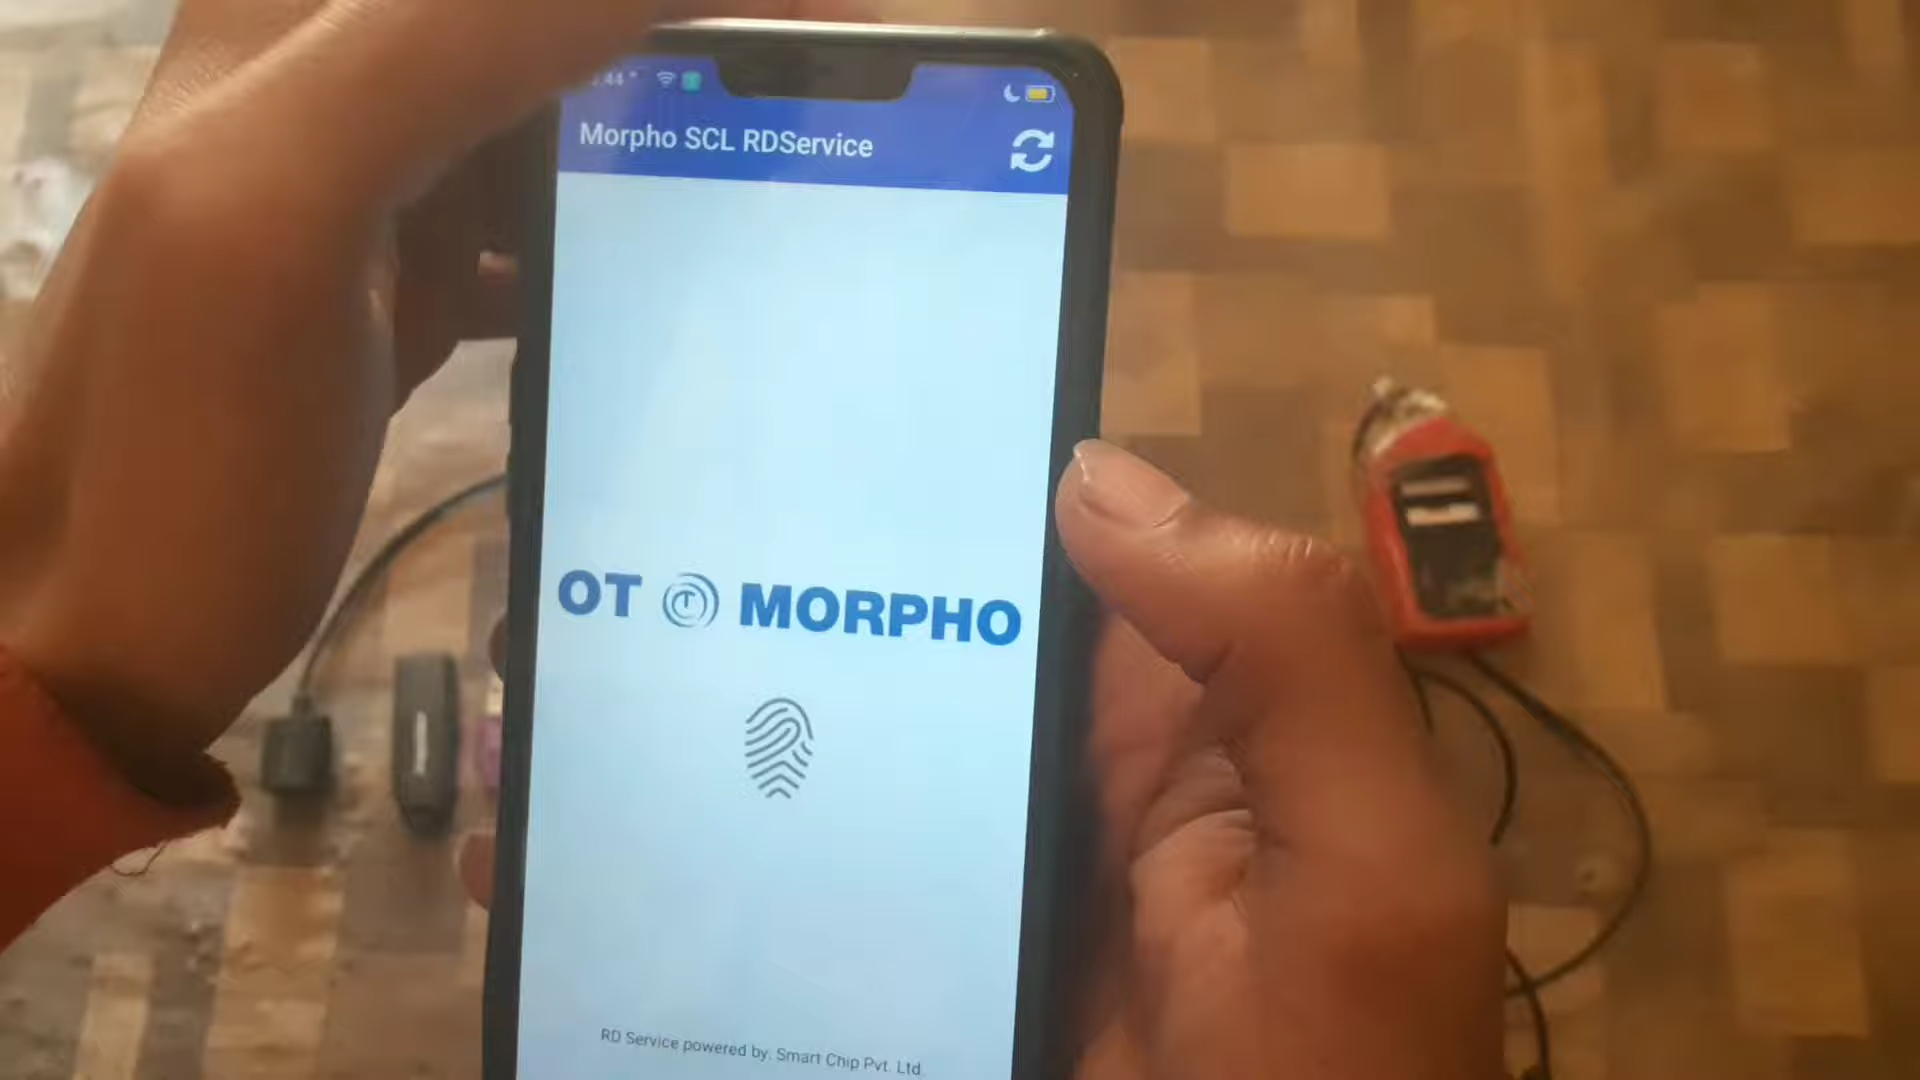 Morpho SCL RDService
OT MORPHO
RD Service powered by. Smart Chip Pvt. Ltd.